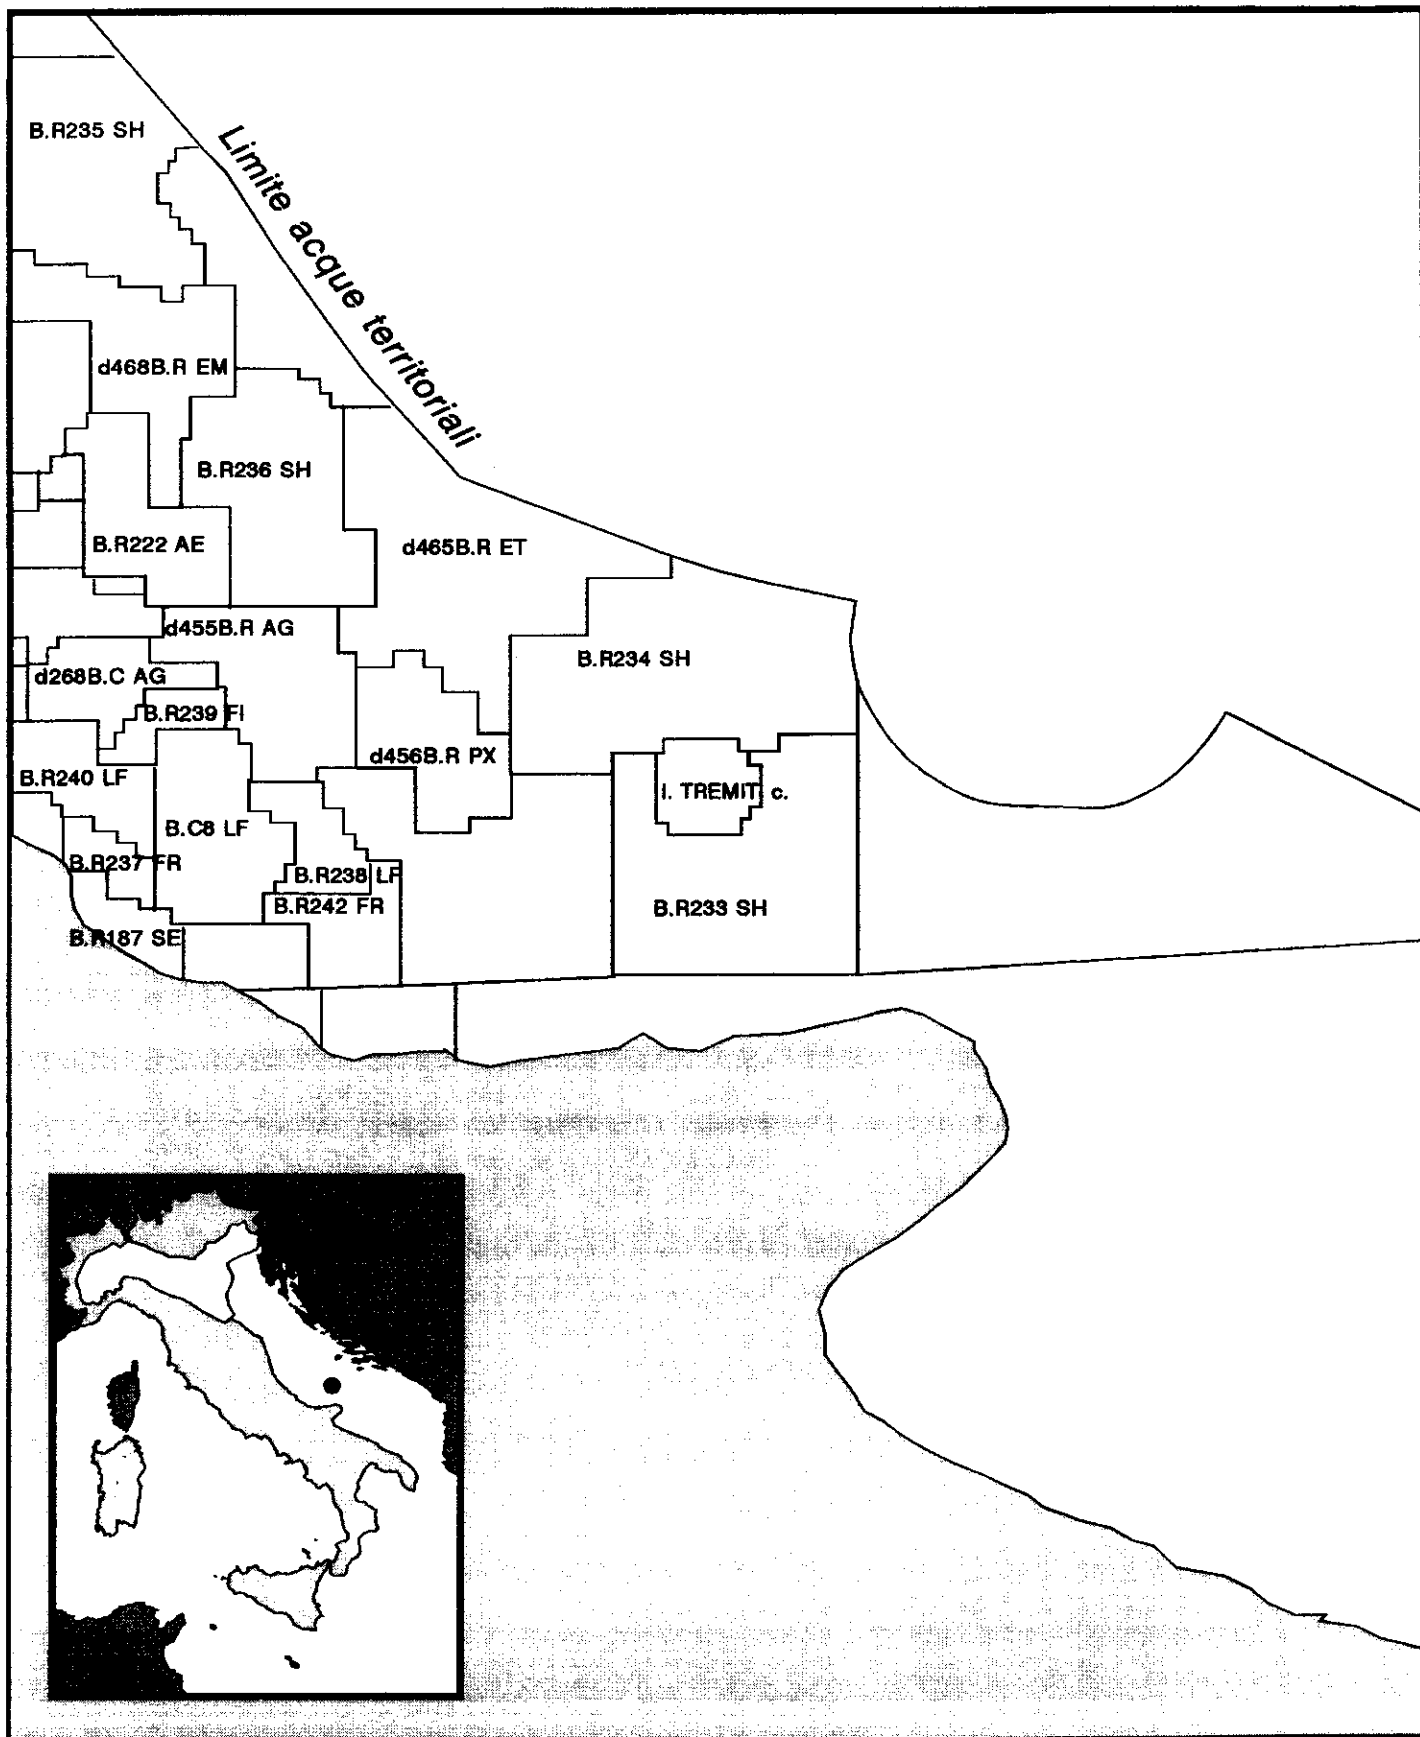 B.R235 SH
Limite acque territoriali
d468B.R EM
B.R236 SH
B.R222 AE
d465B.R ET
d455B.R AG
B.R234 SH
d268B.C AG
B.R239 FI
d456B.R PX
B.R240 LF
I. TREMITI c.
B.C8 LF
B.R237 FR
B.R238 LF
B.R242 FR
B.R233 SH
B.R187 SE